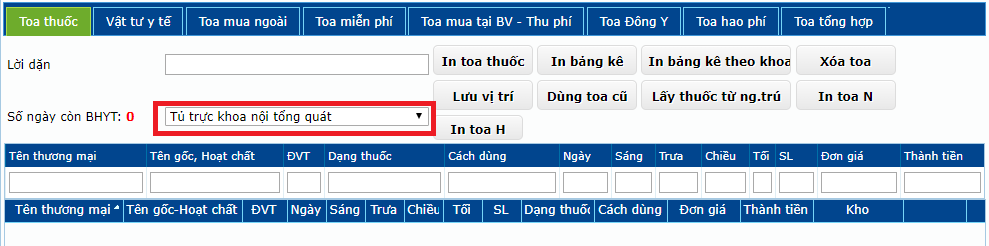 Toa thuốc Vật tư y tế Toa mua ngoài Toa miễn phí Toa mua tại BV - Thu phí Toa Đông Y Toa hao phí Toa tổng hợp
Lời dặn In toa thuốc In bảng kê In bảng kê theo khoa Xóa toa
Lưu vị trí Dùng toa cũ Lấy thuốc từ ng.trú In toa N
Số ngày còn BHYT: 0 Tủ trực khoa nội tổng quát
In toa H
Tên thương mại Tên gốc, Hoạt chất ĐVT Dạng thuốc Cách dùng Ngày Sáng Trưa Chiều Tối SL Đơn giá Thành tiền
Tên thương mại Tên gốc-Hoạt chất ĐVT Ngày Sáng Trưa Chiều Tối SL Dạng thuốc Cách dùng Đơn giá Thành tiền Kho